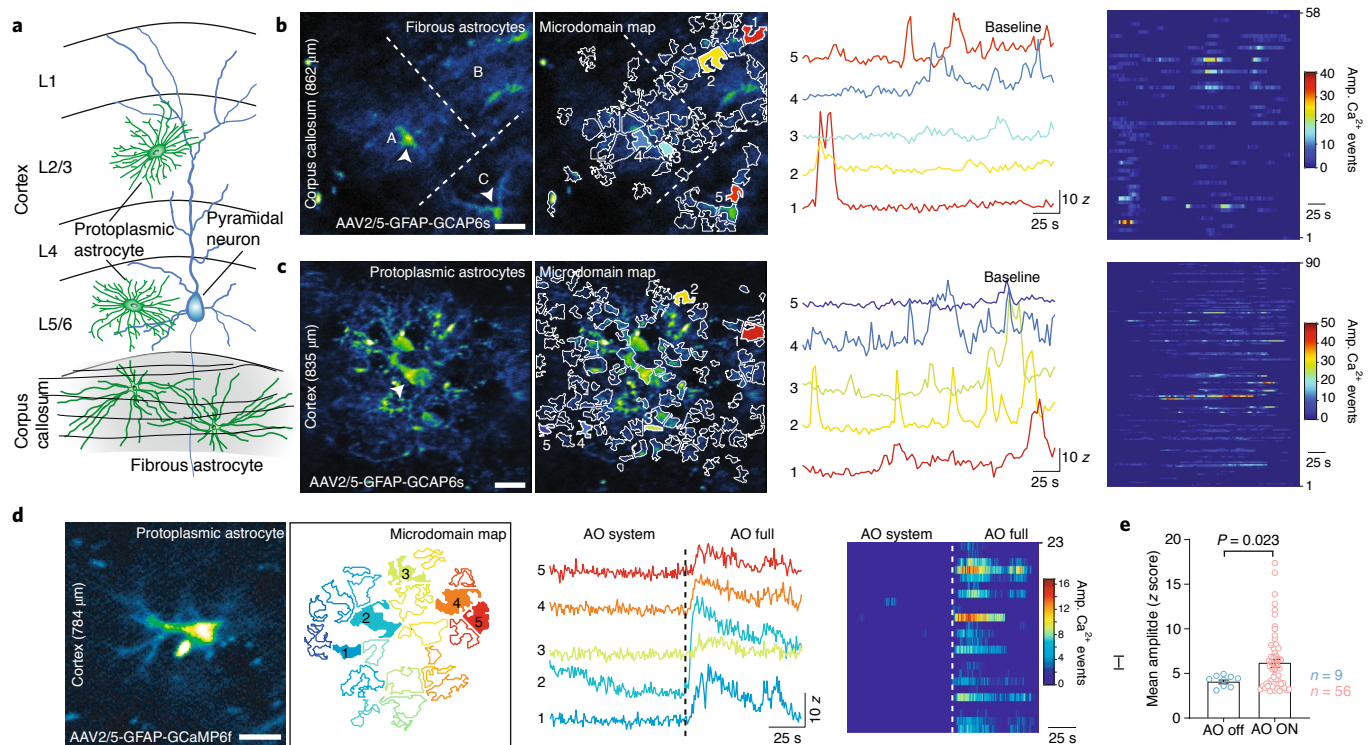 a
Cortex
L1
L2/3
L4
L5/6
Protoplasmic
astrocyte
Pyramidal
neuron
Corpus
callosum
Fibrous astrocyte
b
Corpus callosum (862 µm)
Fibrous astrocytes
A
B
C
AAV2/5-GFAP-GCAP6s
Microdomain map
1
2
3
4
5
Baseline
5
4
3
2
1
10 z
25 s
58
1
Amp. Ca2+ events
40
30
20
10
0
25 s
c
Cortex (835 µm)
Protoplasmic astrocytes
AAV2/5-GFAP-GCAP6s
Microdomain map
1
2
4
5
Baseline
5
4
3
2
1
10 z
25 s
90
1
Amp. Ca2+ events
50
40
30
20
10
0
25 s
d
Cortex (784 µm)
Protoplasmic astrocyte
AAV2/5-GFAP-GCaMP6f
Microdomain map
1
2
3
4
5
AO system
AO full
5
4
3
2
1
10 z
25 s
AO system
AO full
23
1
Amp. Ca2+ events
16
12
8
4
0
25 s
e
Mean amplitde (z score)
20
15
10
5
0
P = 0.023
n = 9
n = 56
AO off
AO ON